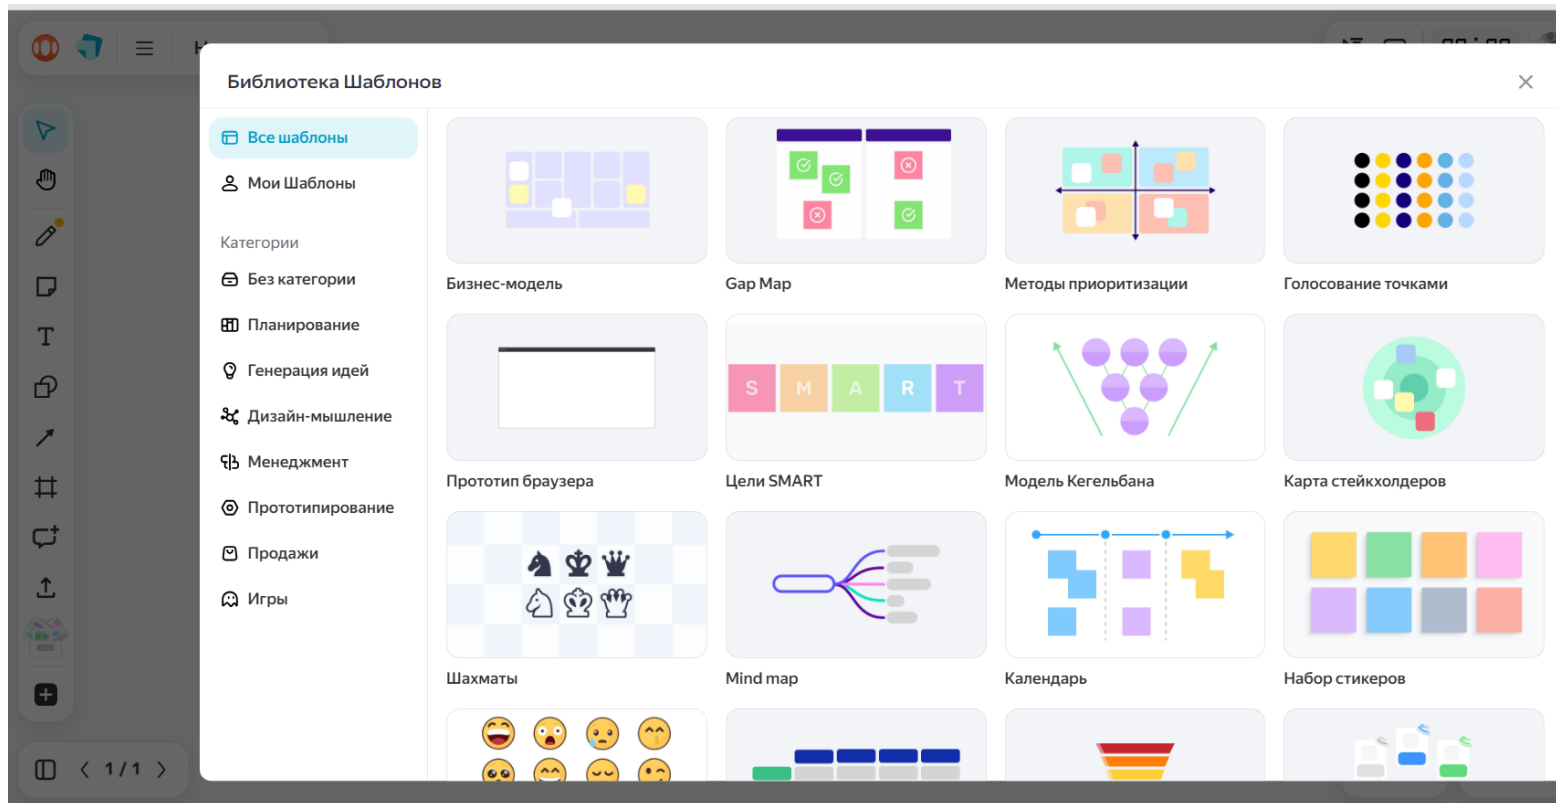 Библиотека Шаблонов
Все шаблоны
Мои Шаблоны
Категории
Без категории
Планирование
Генерация идей
Дизайн-мышление
Менеджмент
Прототипирование
Продажи
Игры
Бизнес-модель
Gap Map
Методы приоритизации
Голосование точками
S M A R T
Прототип браузера
Цели SMART
Модель Кегельбана
Карта стейкхолдеров
Шахматы
Mind map
Календарь
Набор стикеров
T
1 / 1